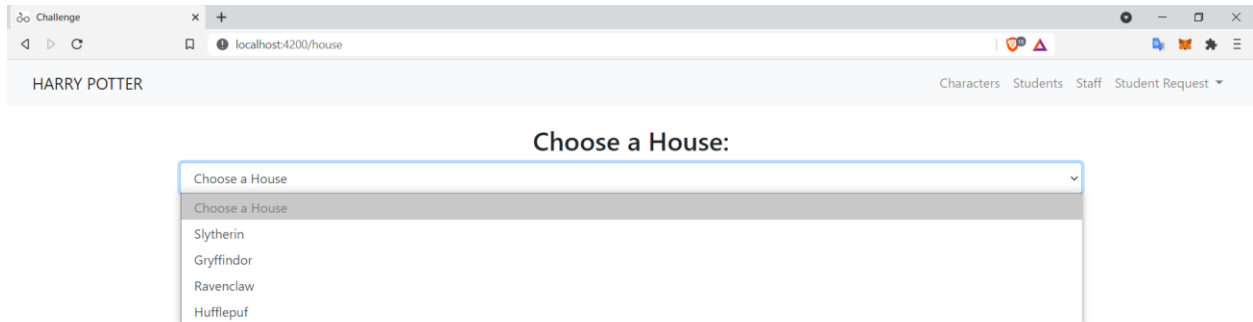 Challenge
localhost:4200/house
HARRY POTTER
Characters Students Staff Student Request
Choose a House:
Choose a House
Choose a House
Slytherin
Gryffindor
Ravenclaw
Hufflepuf